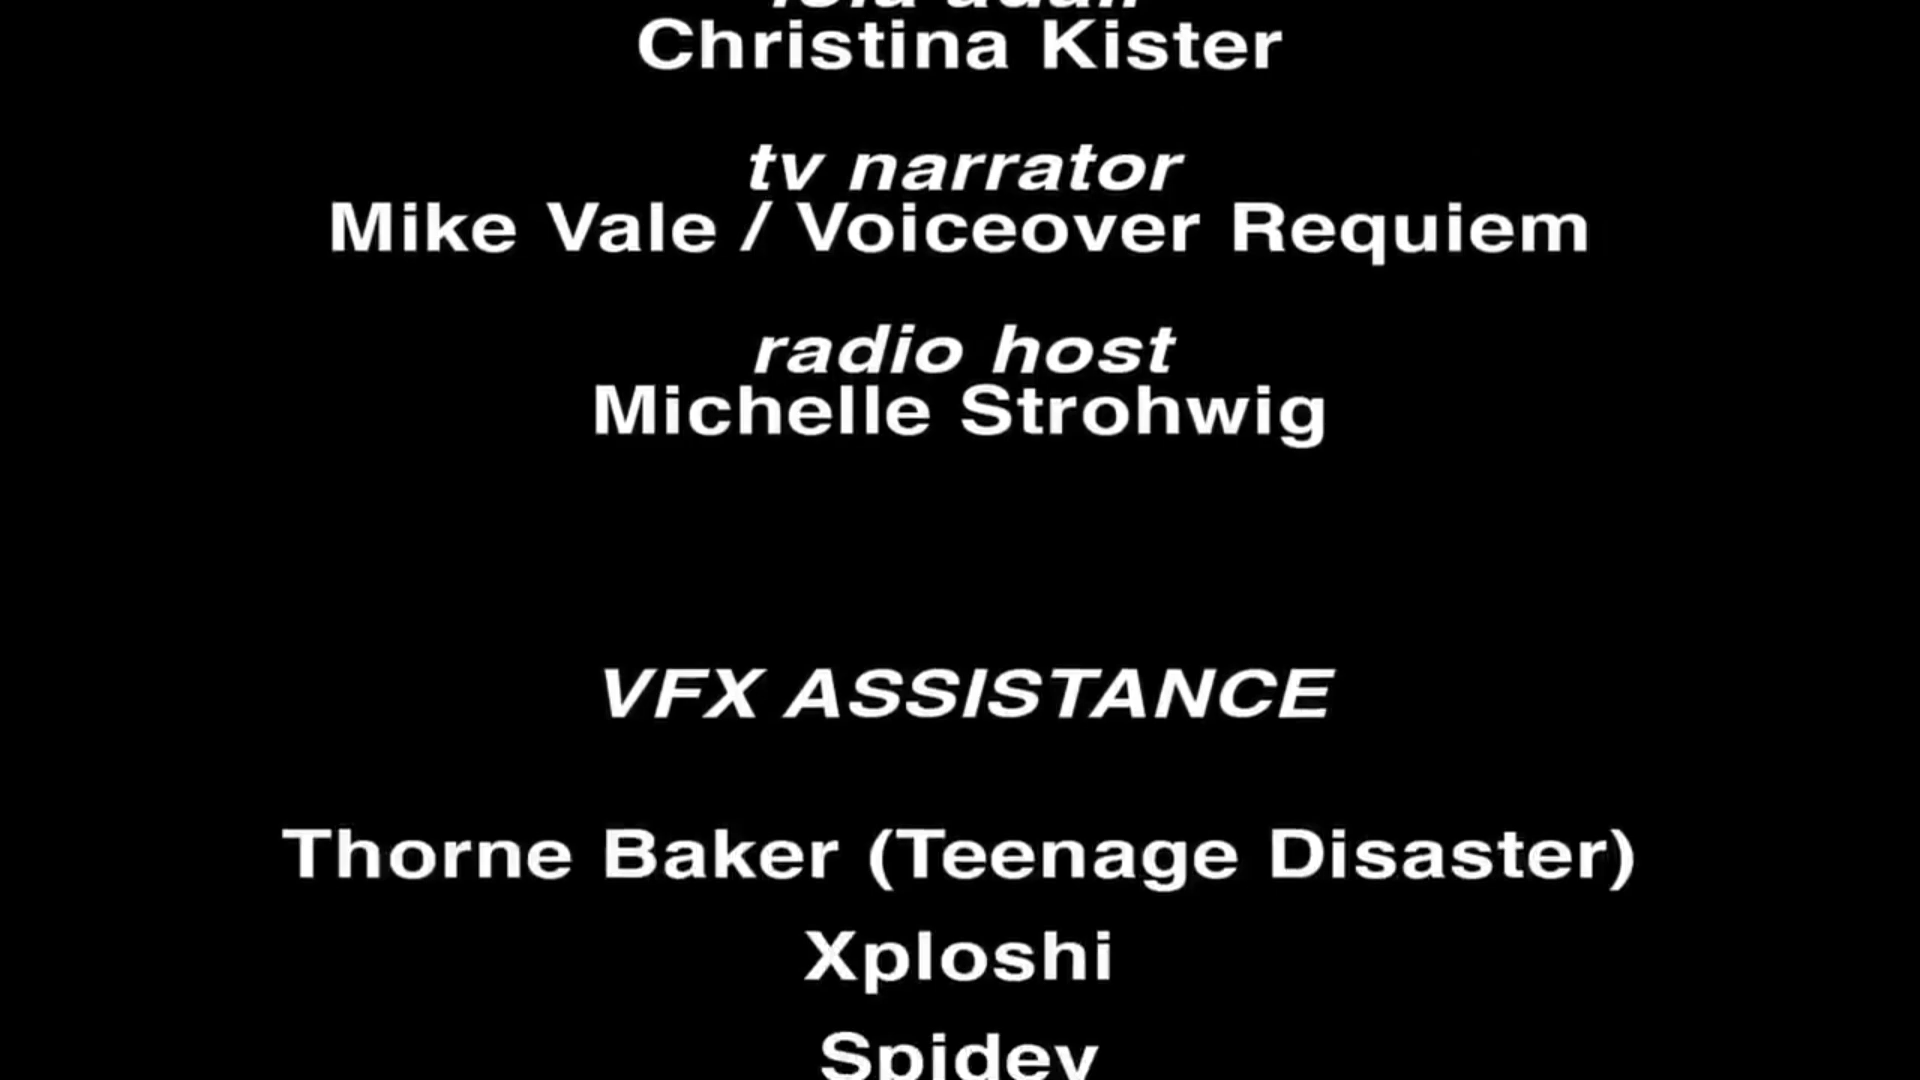 Christina Kister
tv narrator
Mike Vale / Voiceover Requiem
radio host
Michelle Strohwig
VFX ASSISTANCE
Thorne Baker (Teenage Disaster)
Xploshi
Spidey